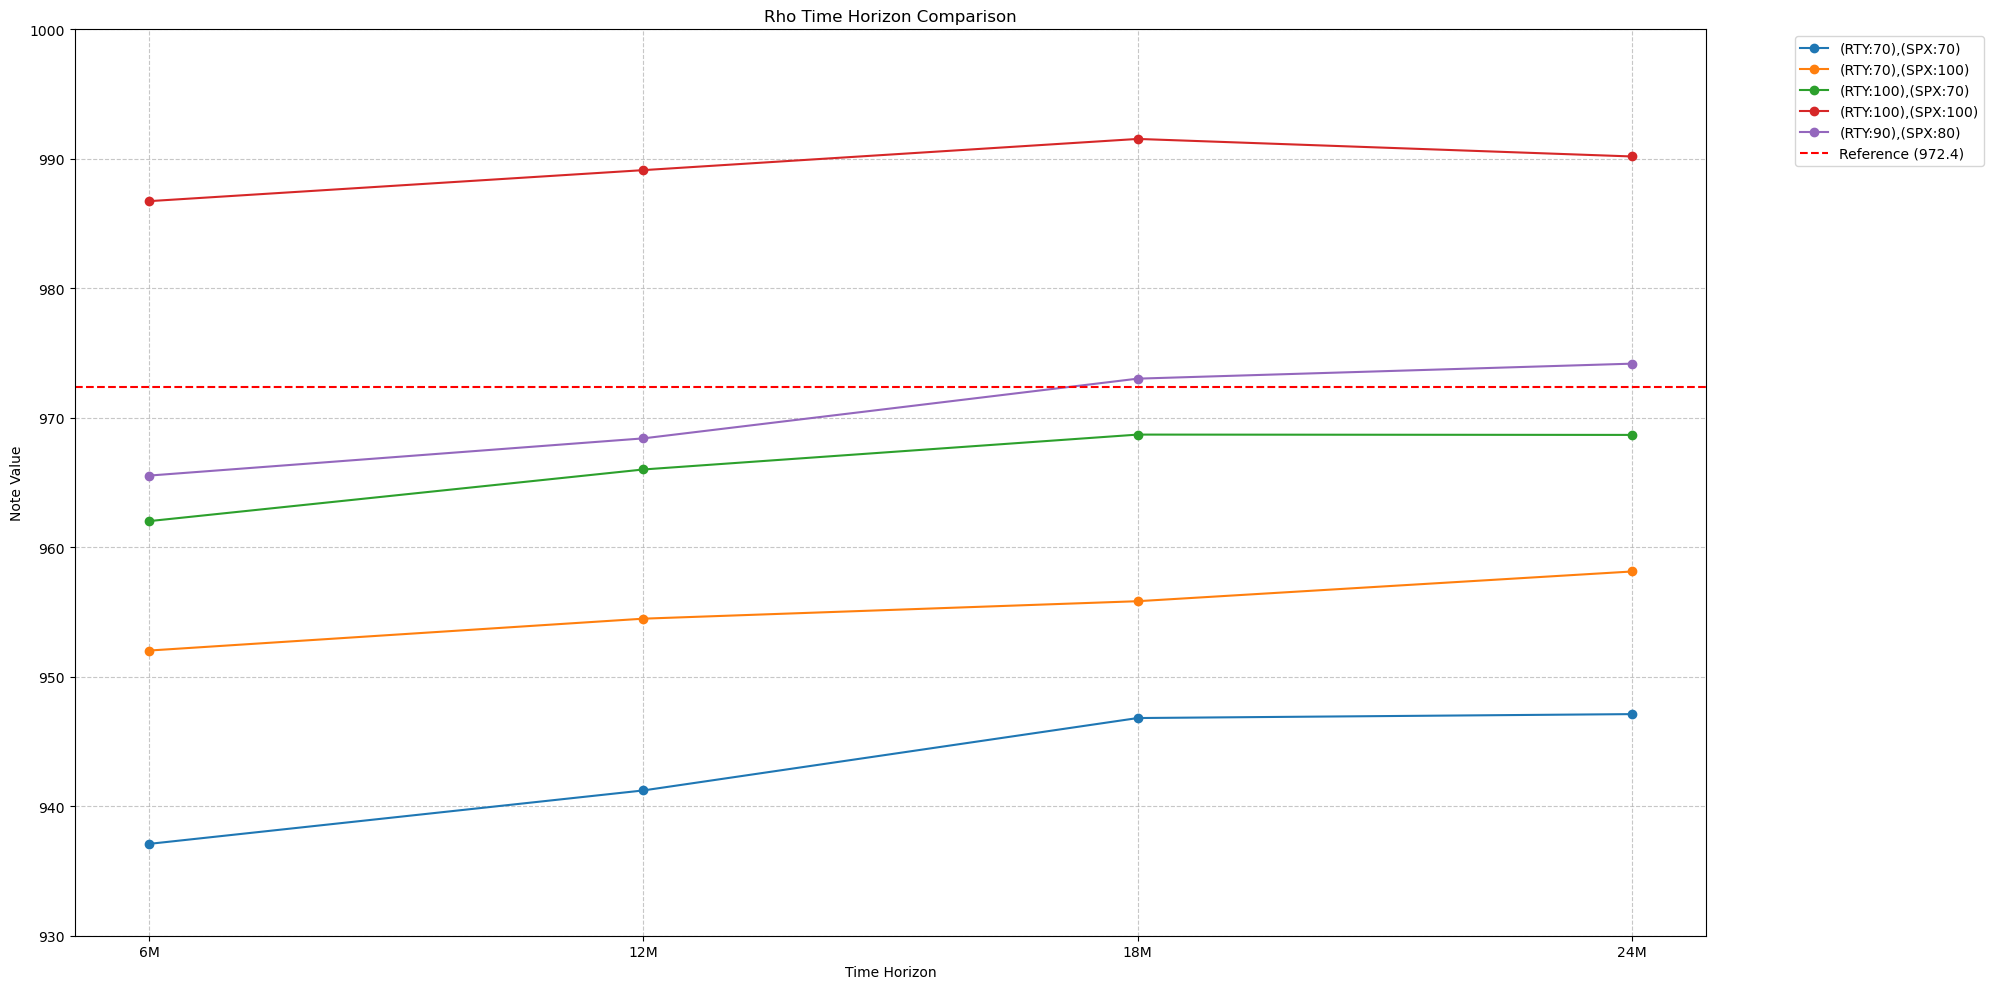 Rho Time Horizon Comparison
1000
990
980
970
960
950
940
930
Note Value
6M
12M
18M
24M
Time Horizon
(RTY:70),(SPX:70)
(RTY:70),(SPX:100)
(RTY:100),(SPX:70)
(RTY:100),(SPX:100)
(RTY:90),(SPX:80)
Reference (972.4)